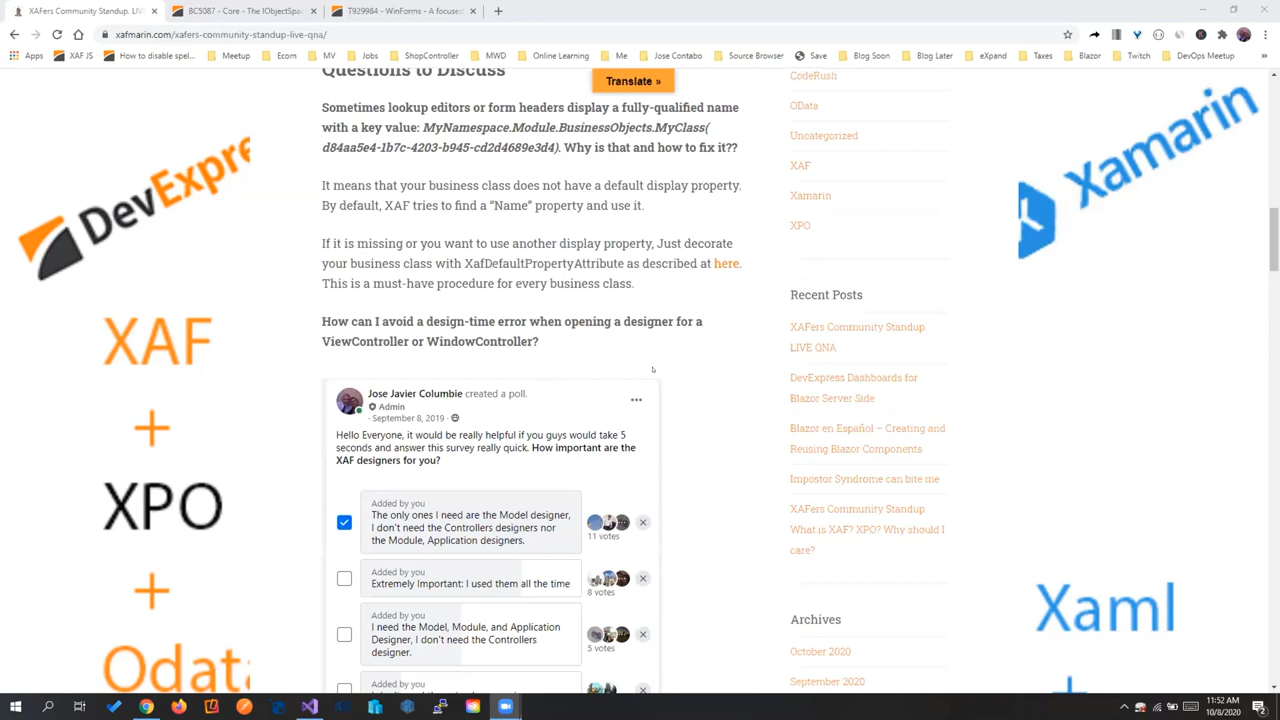 XAFers Community Standup. LIV
BC5087 - Core - The IObjectSpac
T929984 - WinForms - A focuse
xafmarin.com/xafers-community-standup-live-qna/
Apps
XAF JS
How to disable spel...
Meetup
Ecom
MV
Jobs
ShopController
MWD
Online Learning
Me
Jose Contabo
Source Browser
Save
Blog Soon
Blog Later
eXpand
Taxes
Blazor
Twitch
DevOps Meetup
Questions to Discuss
Translate »
Sometimes lookup editors or form headers display a fully-qualified name
with a key value: MyNamespace.Module.BusinessObjects.MyClass(
d84aa5e4-1b7c-4203-b945-cd2d4689e3d4). Why is that and how to fix it??
It means that your business class does not have a default display property.
By default, XAF tries to find a "Name" property and use it.
If it is missing or you want to use another display property, Just decorate
your business class with XafDefaultPropertyAttribute as described at here.
This is a must-have procedure for every business class.
How can I avoid a design-time error when opening a designer for a
ViewController or WindowController?
Jose Javier Columbie created a poll.
Admin
· September 8, 2019 ·
Hello Everyone, it would be really helpful if you guys would take 5
seconds and answer this survey really quick. How important are the
XAF designers for you?
Added by you
The only ones I need are the Model designer,
I don't need the Controllers designers nor
the Module, Application designers.
11 votes
Added by you
Extremely Important: I used them all the time
8 votes
Added by you
I need the Model, Module, and Application
Designer, I don't need the Controllers
designer.
5 votes
CodeRush
OData
Uncategorized
XAF
Xamarin
XPO
Recent Posts
XAFers Community Standup.
LIVE QNA
DevExpress Dashboards for
Blazor Server Side
Blazor en Español – Creating and
Reusing Blazor Components
Impostor Syndrome can bite me
XAFers Community Standup.
What is XAF? XPO? Why should I
care?
Archives
October 2020
September 2020
DevExpre
XAF
+
XPO
+
Odata
Xamarin
Xaml
+
11:52 AM
10/8/2020
2